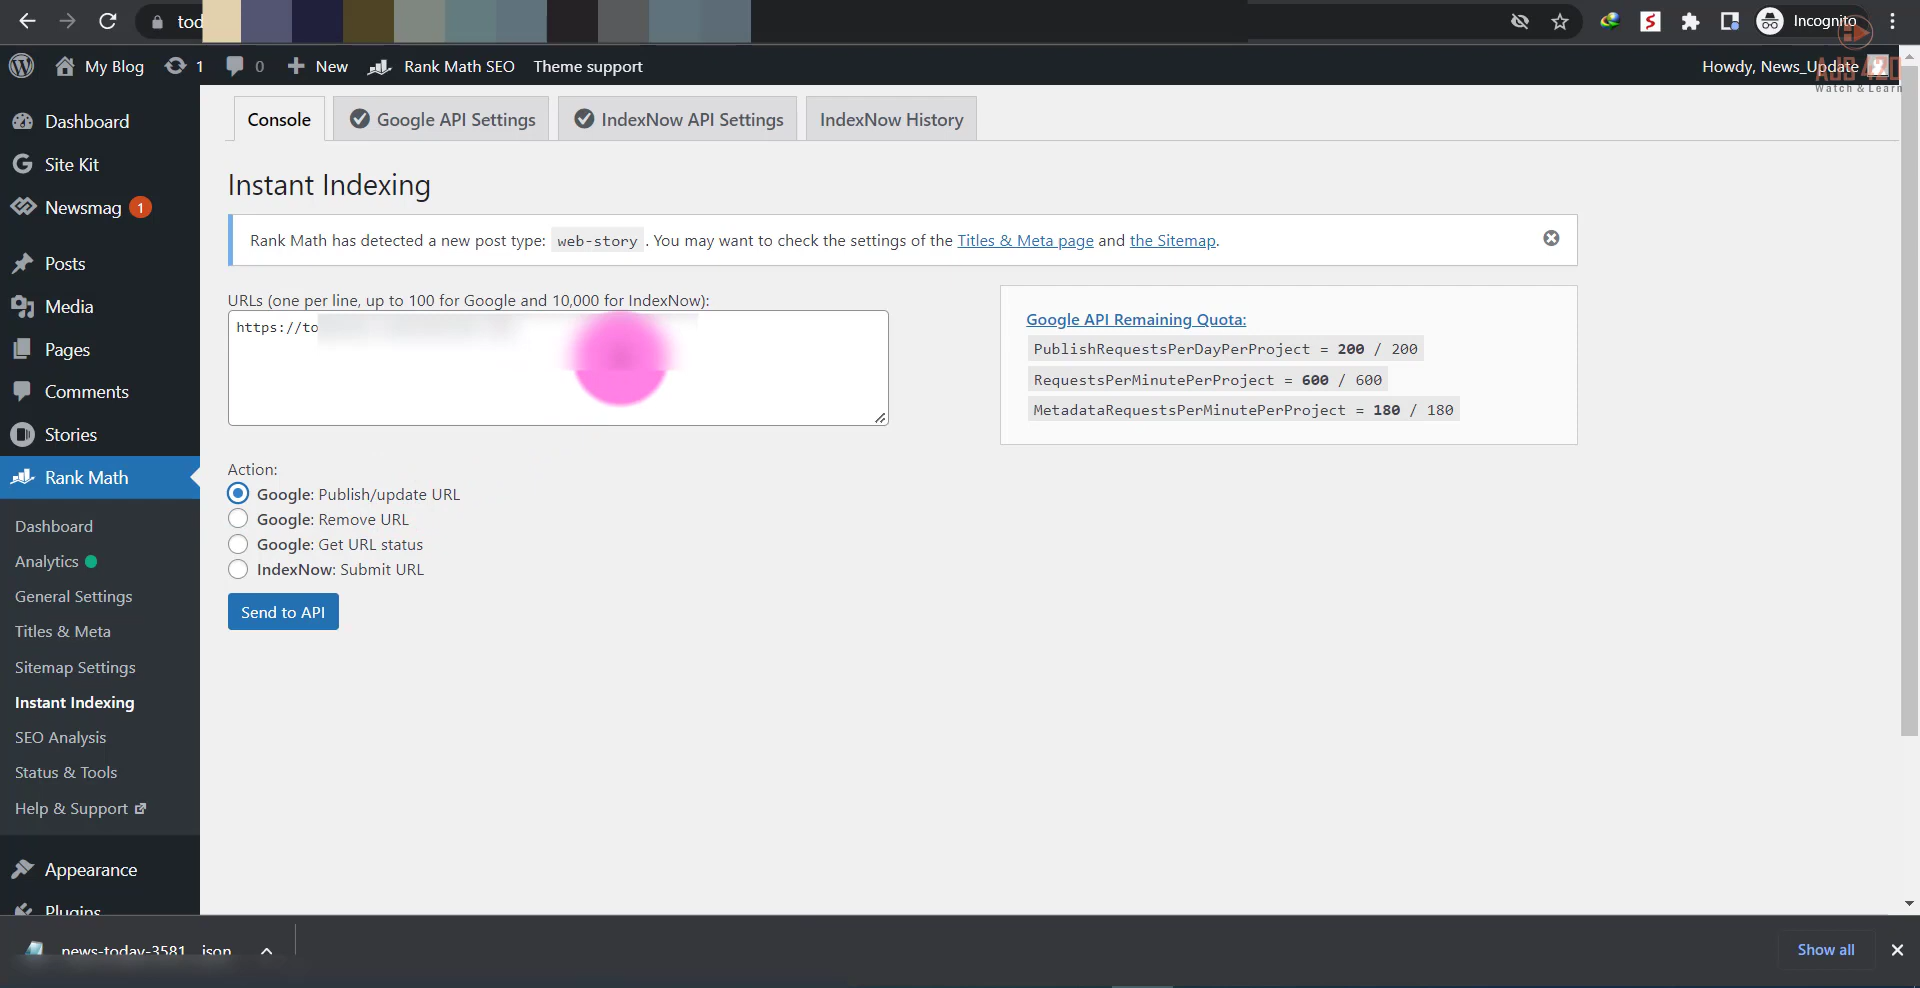 tod
Incognito
My Blog
1
0
New
Rank Math SEO
Theme support
Howdy, News_Update
AJB 420
Watch & Learn
Dashboard
Site Kit
Newsmag 1
Posts
Media
Pages
Comments
Stories
Rank Math
Dashboard
Analytics
General Settings
Titles & Meta
Sitemap Settings
Instant Indexing
SEO Analysis
Status & Tools
Help & Support
Appearance
Plugins
Console
Google API Settings
IndexNow API Settings
IndexNow History
Instant Indexing
Rank Math has detected a new post type: web-story . You may want to check the settings of the Titles & Meta page and the Sitemap.
URLs (one per line, up to 100 for Google and 10,000 for IndexNow):
https://to
Google API Remaining Quota:
PublishRequestsPerDayPerProject = 200 / 200
RequestsPerMinutePerProject = 600 / 600
MetadataRequestsPerMinutePerProject = 180 / 180
Action:
Google: Publish/update URL
Google: Remove URL
Google: Get URL status
IndexNow: Submit URL
Send to API
news-today-3581 .json
Show all